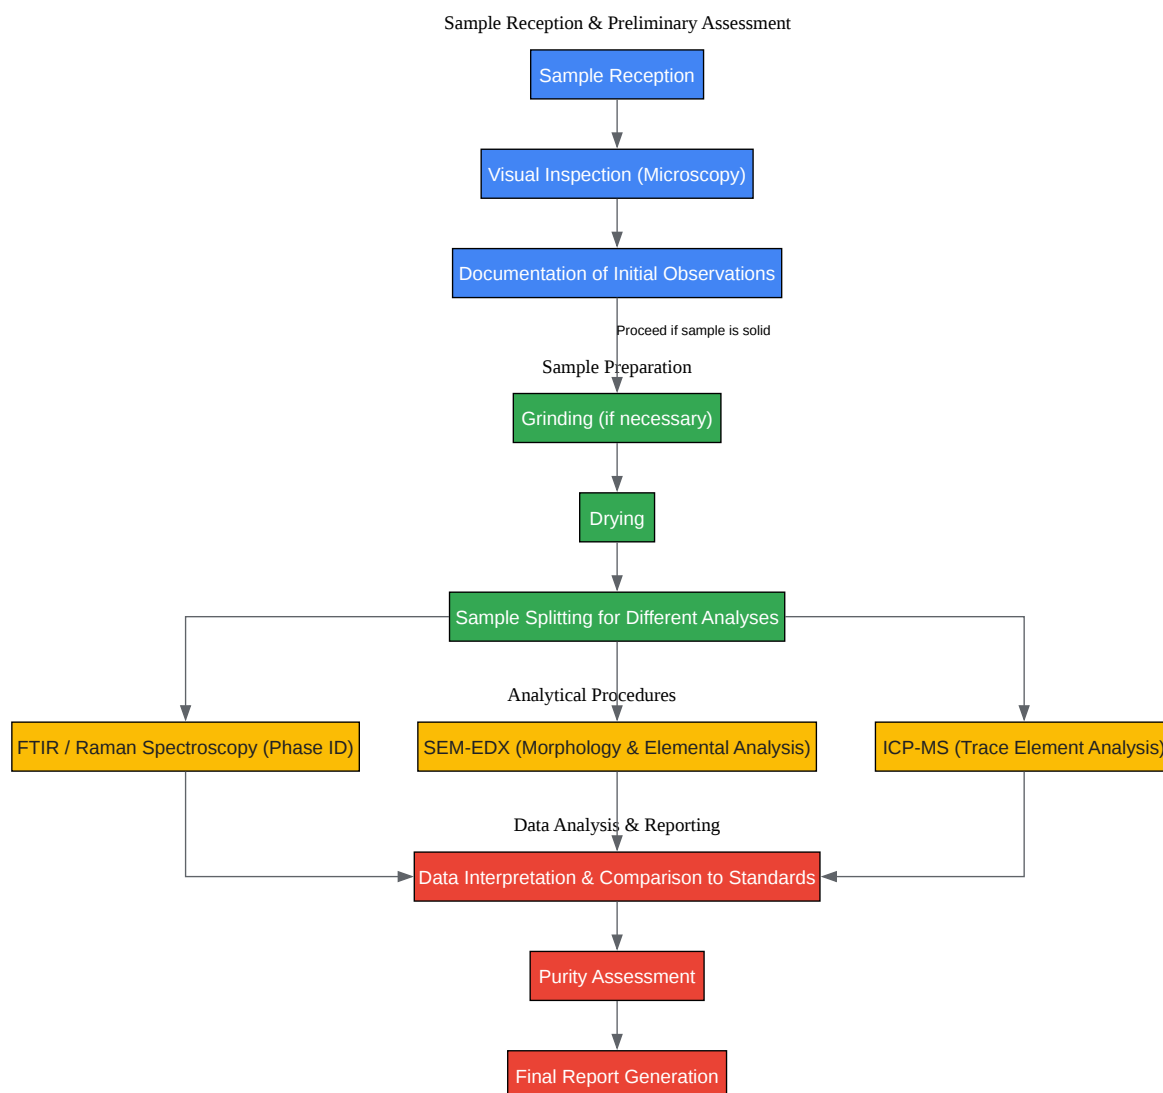 Sample Reception & Preliminary Assessment
Sample Reception
Visual Inspection (Microscopy)
Documentation of Initial Observations
Proceed if sample is solid
Sample Preparation
Grinding (if necessary)
Drying
Sample Splitting for Different Analyses
Analytical Procedures
FTIR / Raman Spectroscopy (Phase ID)
SEM-EDX (Morphology & Elemental Analysis)
ICP-MS (Trace Element Analysis)
Data Analysis & Reporting
Data Interpretation & Comparison to Standards
Purity Assessment
Final Report Generation